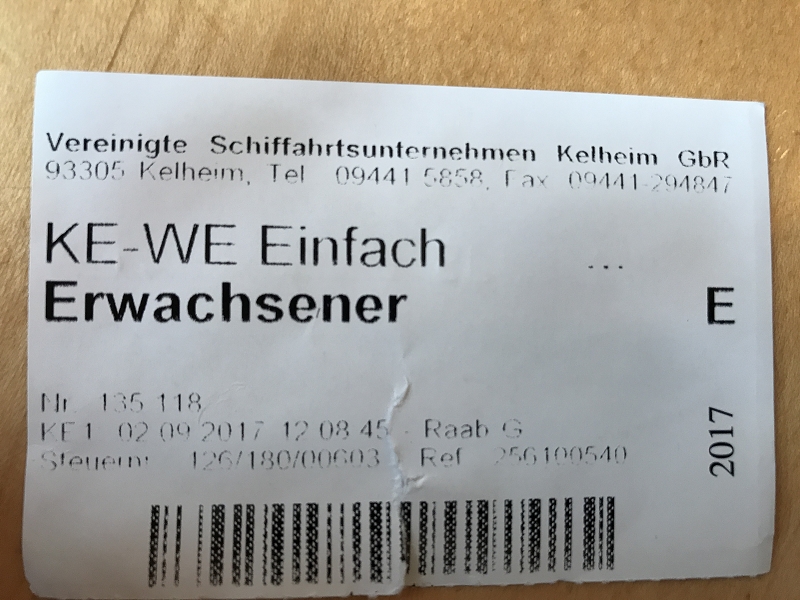 Vereinigte Schiffahrtsunternehmen Kelheim GbR
93305 Kelheim, Tel 09441 5858, Fax 09441-294847
KE-WE Einfach ...
Erwachsener E
Nr. 135 118
KE1 02 09 2017 12 08 45 - Raab G
Steuernr 126/180/00603 Ref 256100540
2017